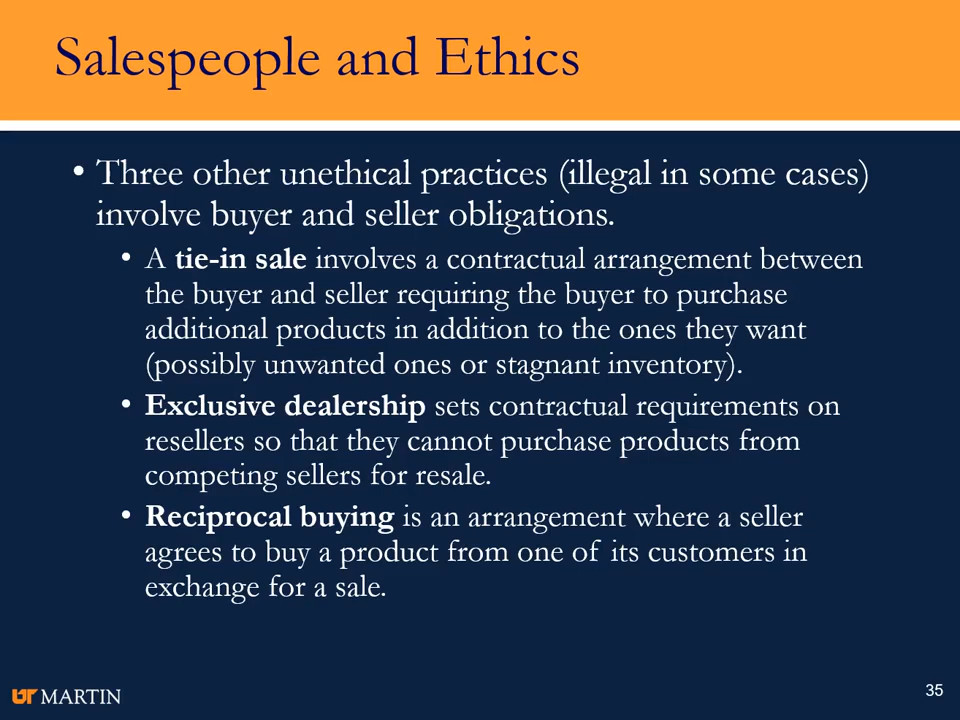 Salespeople and Ethics
• Three other unethical practices (illegal in some cases)
involve buyer and seller obligations.
• A tie-in sale involves a contractual arrangement between
the buyer and seller requiring the buyer to purchase
additional products in addition to the ones they want
(possibly unwanted ones or stagnant inventory).
• Exclusive dealership sets contractual requirements on
resellers so that they cannot purchase products from
competing sellers for resale.
• Reciprocal buying is an arrangement where a seller
agrees to buy a product from one of its customers in
exchange for a sale.
UT MARTIN
35